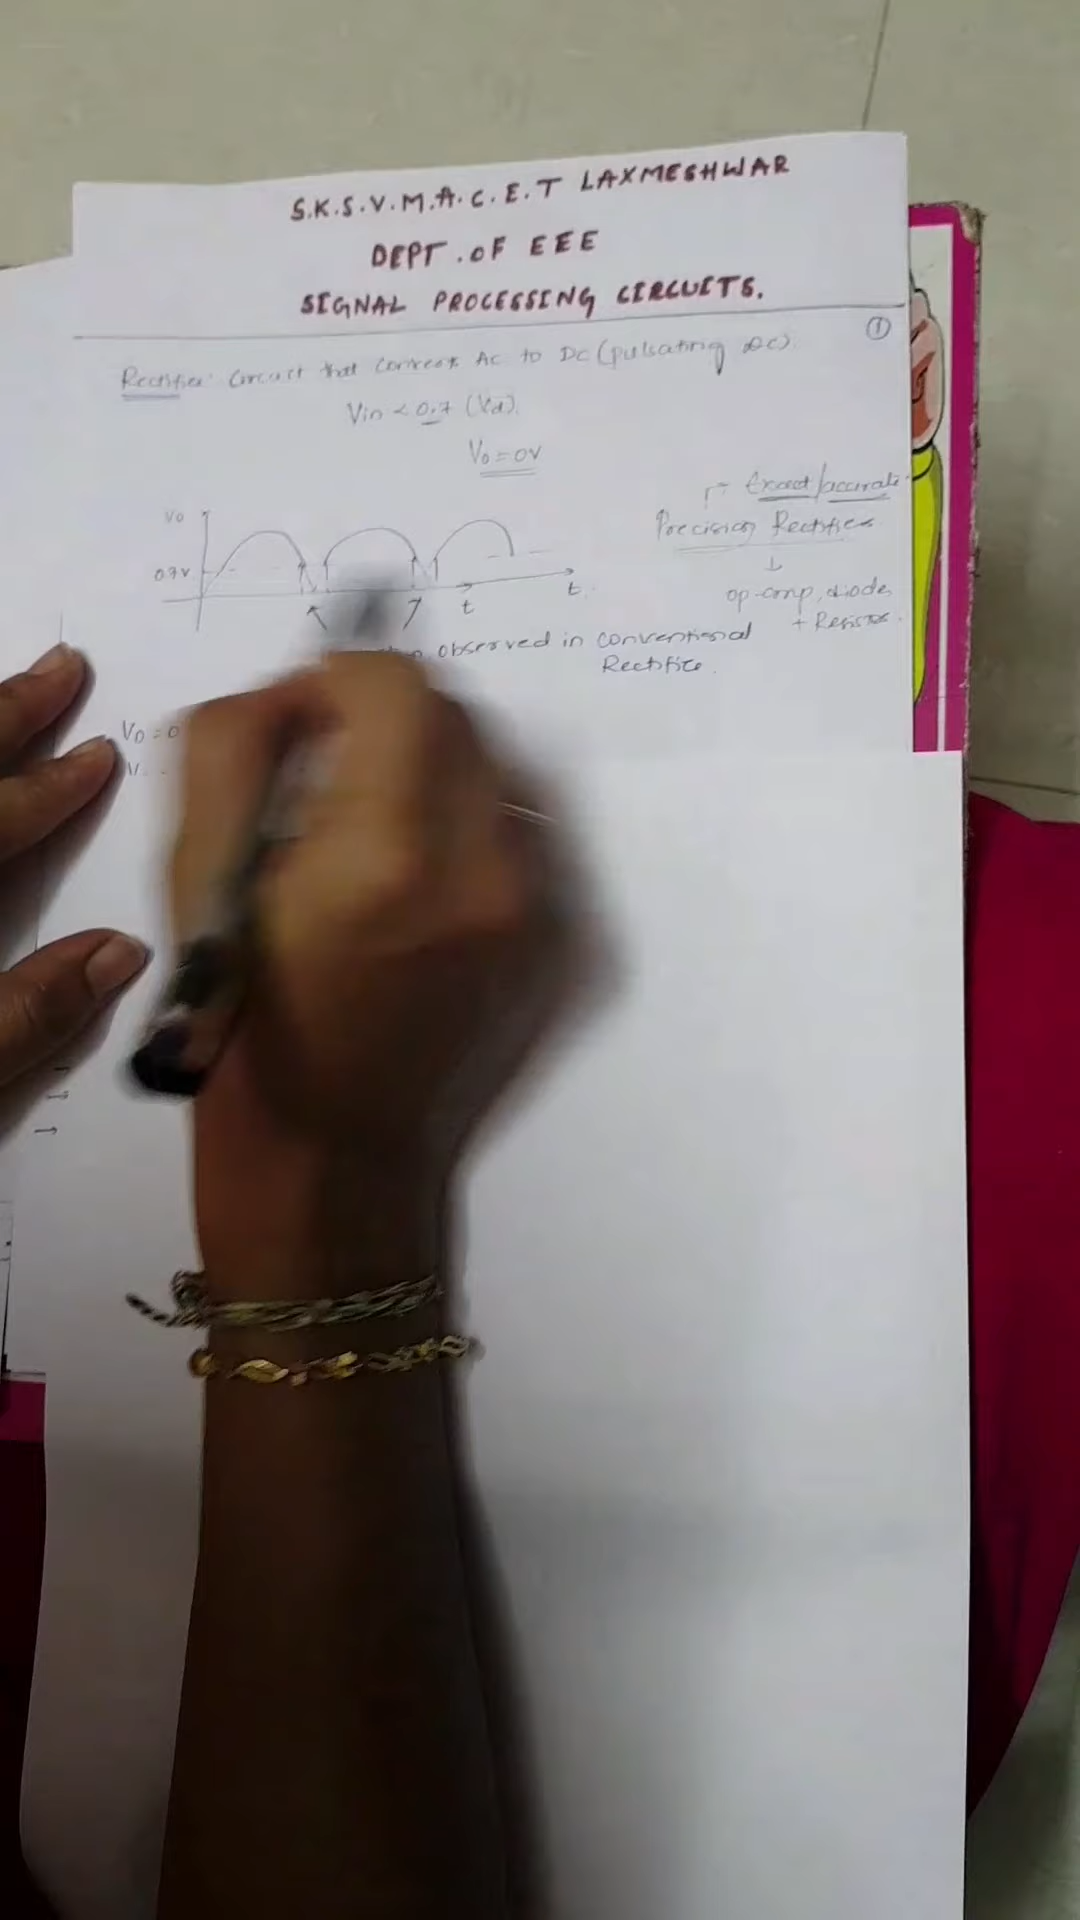 S.K.S.V.M.A.C.E.T LAXMESHWAR
DEPT. OF EEE
SIGNAL PROCESSING CIRCUITS.
①
Rectifier: Circuit that converts AC to DC (pulsating DC).
Vin < 0.7 (Vd).
Vo = 0V
Exact/accurate
Precision Rectifier
↓
op-amp, diode,
+ Resistor.
Vo
0.7V
t
t
observed in conventional
Rectifier.
Vo = 0